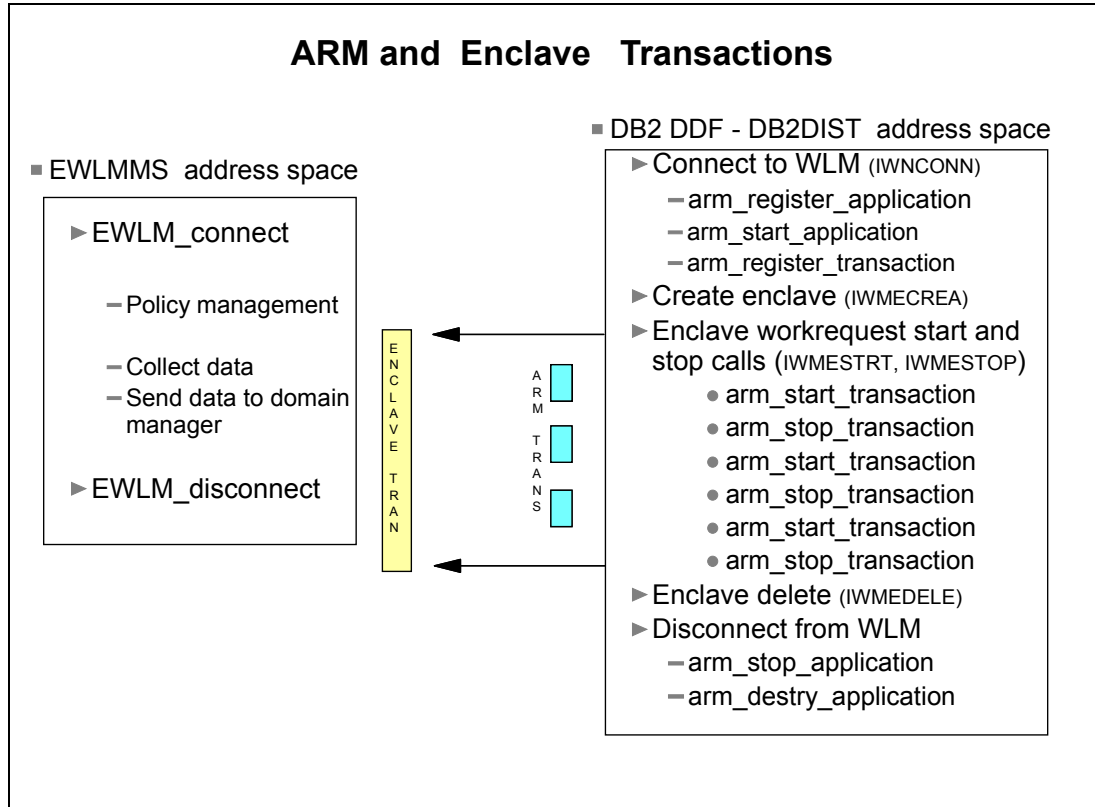 ARM and Enclave Transactions
EWLMMS address space
EWLM_connect
Policy management
Collect data
Send data to domain
manager
EWLM_disconnect
ENCLAVE TRAN
ARM TRANS
DB2 DDF - DB2DIST address space
Connect to WLM (IWNCONN)
arm_register_application
arm_start_application
arm_register_transaction
Create enclave (IWMECREA)
Enclave workrequest start and
stop calls (IWMESTRT, IWMESTOP)
arm_start_transaction
arm_stop_transaction
arm_start_transaction
arm_stop_transaction
arm_start_transaction
arm_stop_transaction
Enclave delete (IWMEDELE)
Disconnect from WLM
arm_stop_application
arm_destry_application